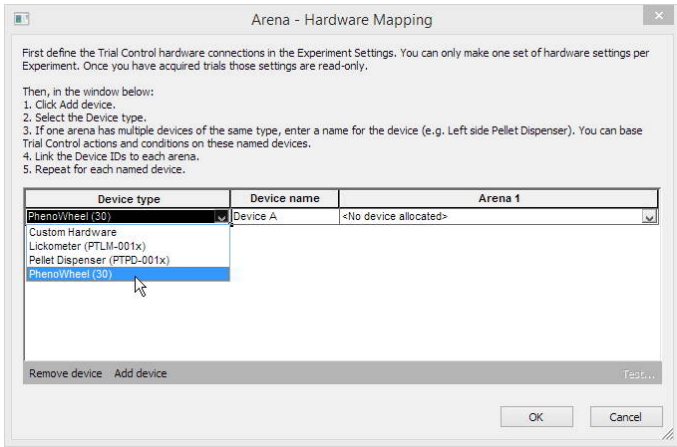 Arena - Hardware Mapping
First define the Trial Control hardware connections in the Experiment Settings. You can only make one set of hardware settings per
Experiment. Once you have acquired trials those settings are read-only.
Then, in the window below:
1. Click Add device.
2. Select the Device type.
3. If one arena has multiple devices of the same type, enter a name for the device (e.g. Left side Pellet Dispenser). You can base
Trial Control actions and conditions on these named devices.
4. Link the Device IDs to each arena.
5. Repeat for each named device.
Device type Device name Arena 1
PhenoWheel (30) Device A <No device allocated>
Custom Hardware
Lickometer (PTLM-001x)
Pellet Dispenser (PTPD-001x)
PhenoWheel (30)
Remove device Add device Test...
OK Cancel